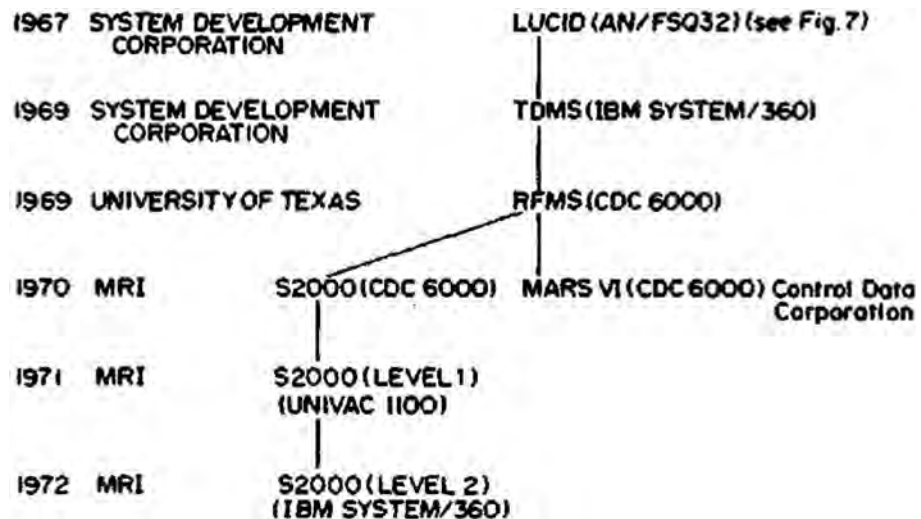 1967 SYSTEM DEVELOPMENT LUCID (AN/FSQ32) (see Fig. 7)
CORPORATION
1969 SYSTEM DEVELOPMENT TDMS (IBM SYSTEM/360)
CORPORATION
1969 UNIVERSITY OF TEXAS RFMS (CDC 6000)
1970 MRI S2000 (CDC 6000) MARS VI (CDC 6000) Control Data
Corporation
1971 MRI S2000 (LEVEL 1)
(UNIVAC 1100)
1972 MRI S2000 (LEVEL 2)
(IBM SYSTEM/360)